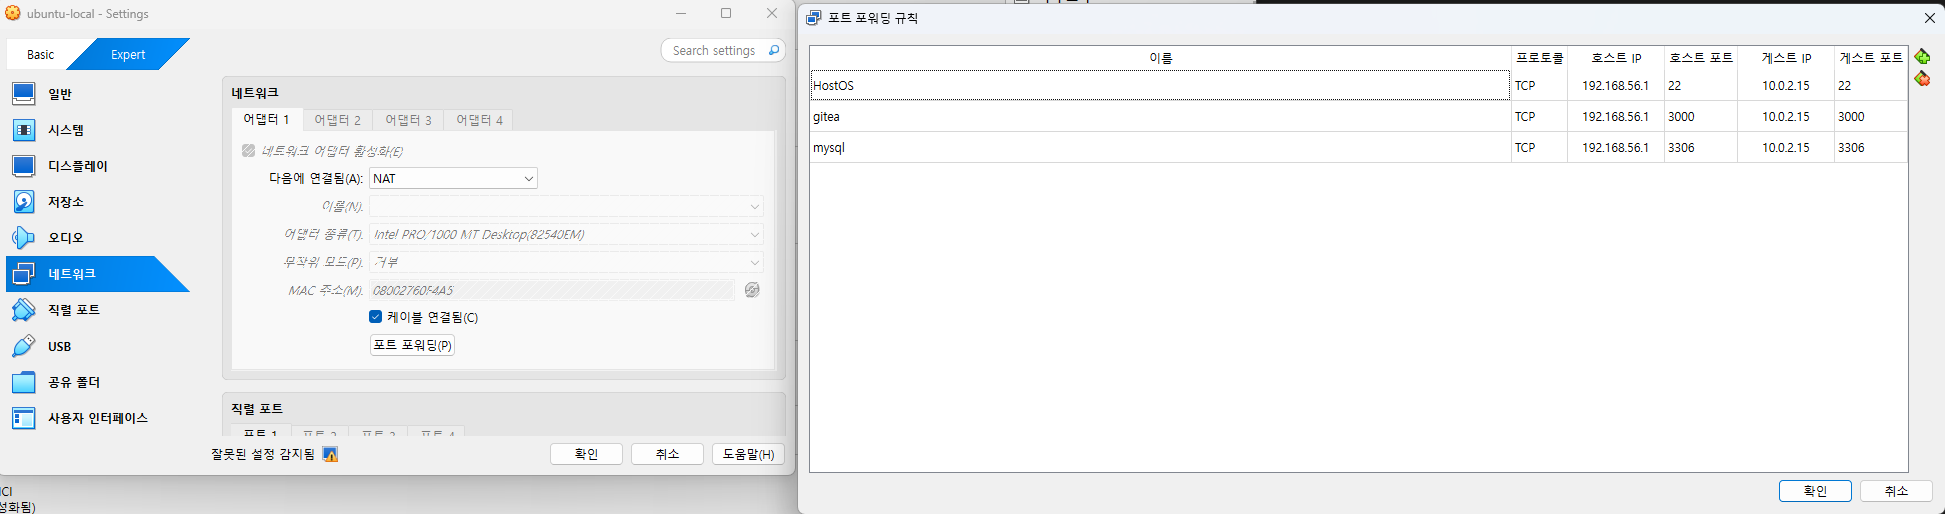 ubuntu-local - Settings
Basic
Expert
Search settings
일반
시스템
디스플레이
저장소
오디오
네트워크
직렬 포트
USB
공유 폴더
사용자 인터페이스
네트워크
어댑터 1
어댑터 2
어댑터 3
어댑터 4
네트워크 어댑터 활성화(E)
다음에 연결됨(A): NAT
이름(N):
어댑터 종류(T): Intel PRO/1000 MT Desktop(82540EM)
무작위 모드(P): 거부
MAC 주소(M):
케이블 연결됨(C)
포트 포워딩(P)
직렬 포트
포트 1
포트 2
포트 3
포트 4
잘못된 설정 감지됨
확인
취소
도움말(H)
성화됨)
포트 포워딩 규칙
이름 프로토콜 호스트 IP 호스트 포트 게스트 IP 게스트 포트
HostOS TCP 192.168.56.1 22 10.0.2.15 22
gitea TCP 192.168.56.1 3000 10.0.2.15 3000
mysql TCP 192.168.56.1 3306 10.0.2.15 3306
확인
취소